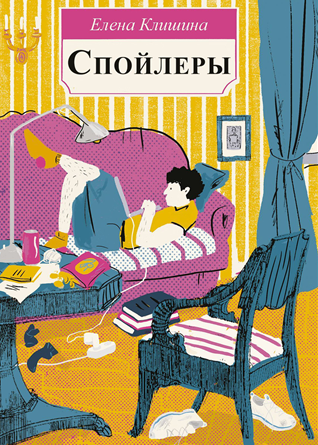 Елена Клишина
Спойлеры